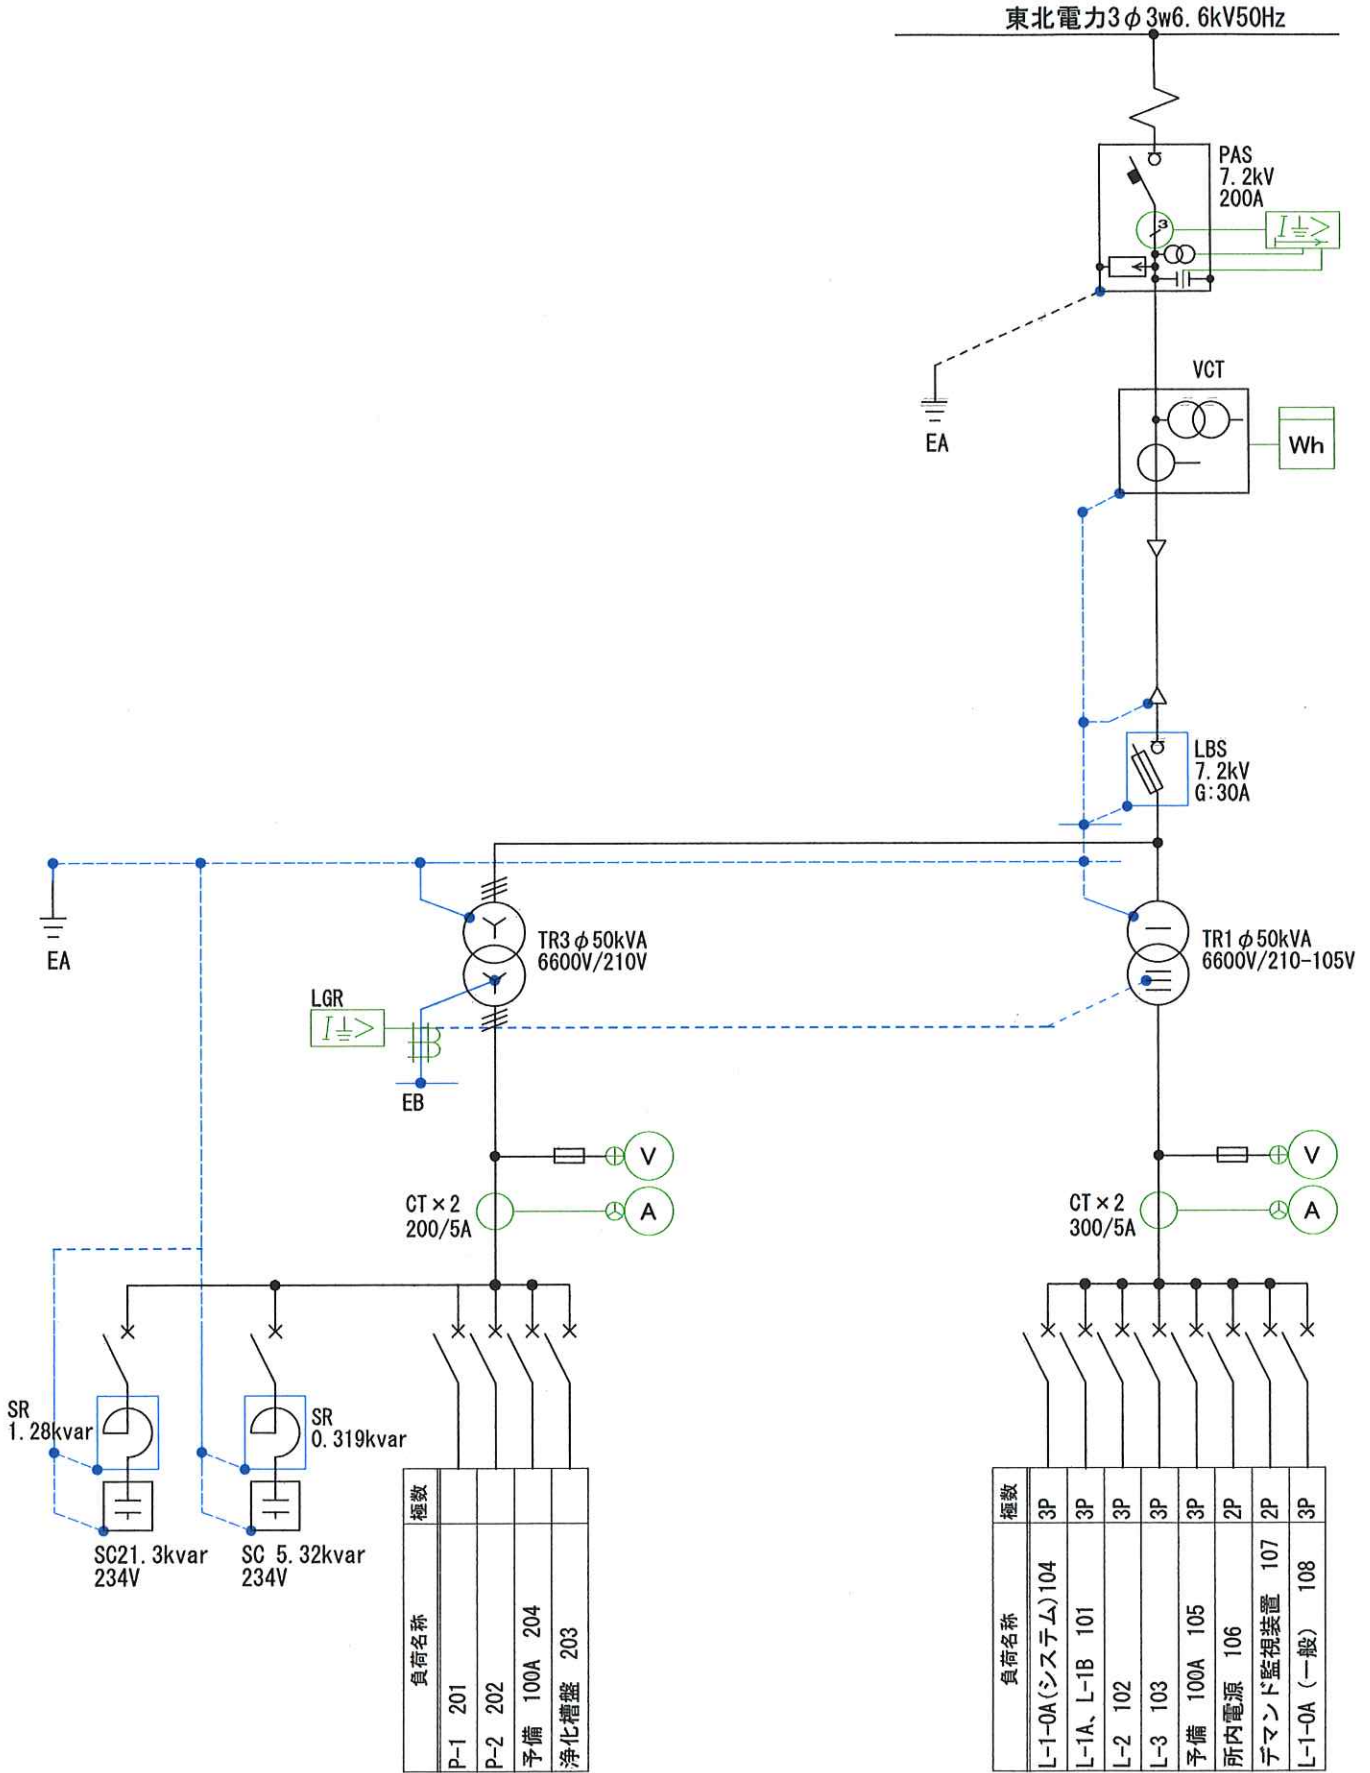 東北電力3φ3w6.6kV50Hz
PAS
7.2kV
200A
3
I
EA
VCT
Wh
LBS
7.2kV
G:30A
EA
TR3φ50kVA
6600V/210V
TR1φ50kVA
6600V/210-105V
LGR
I
EB
V
CT×2
200/5A
A
V
CT×2
300/5A
A
SR
1.28kvar
SR
0.319kvar
SC21.3kvar
234V
SC 5.32kvar
234V
負荷名称 極数
P-1 201
P-2 202
予備 100A 204
浄化槽盤 203
負荷名称 極数
L-1-0A(システム)104 3P
L-1A、L-1B 101 3P
L-2 102 3P
L-3 103 3P
予備 100A 105 3P
所内電源 106 2P
デマンド監視装置 107 2P
L-1-0A (一般) 108 3P